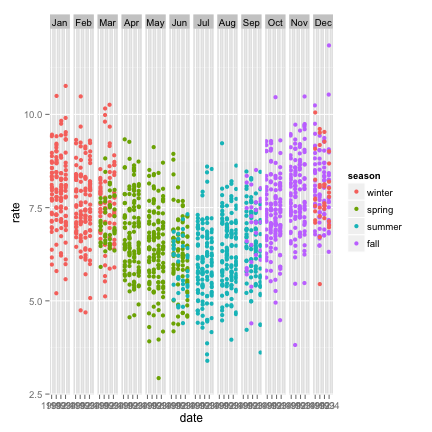 Jan Feb Mar Apr May Jun Jul Aug Sep Oct Nov Dec
10.0
7.5
5.0
2.5
rate
date
season
winter
spring
summer
fall